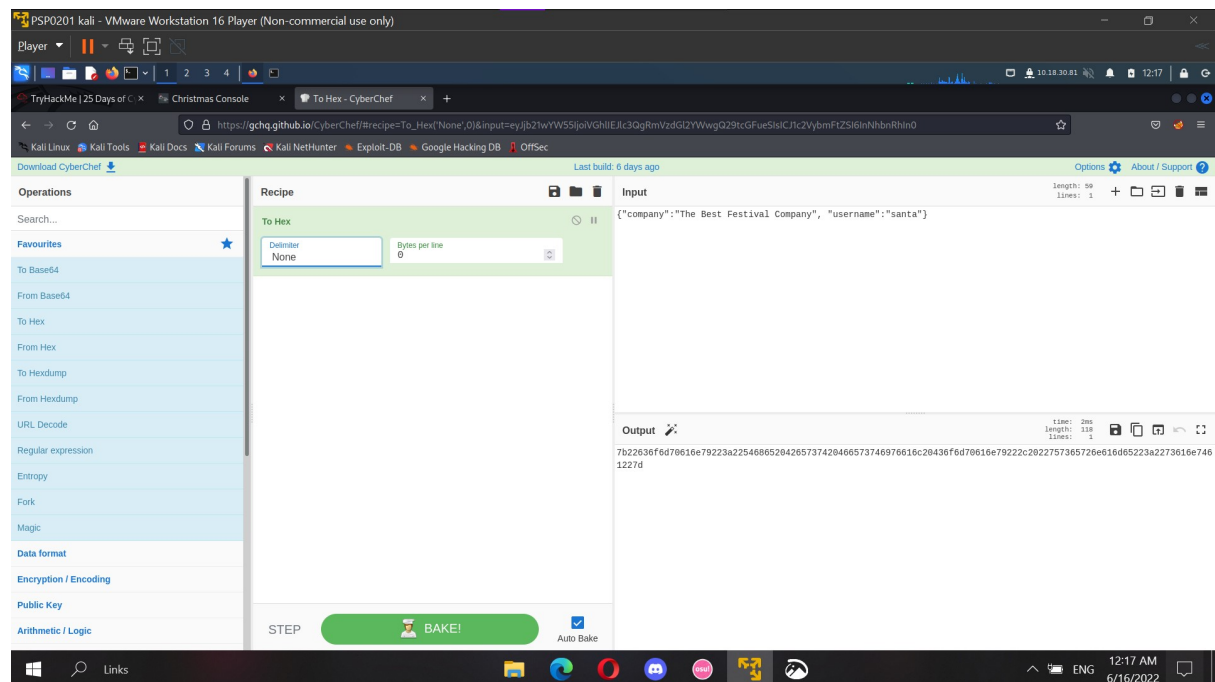 PSP0201 kali - VMware Workstation 16 Player (Non-commercial use only)
Player
1 2 3 4
10.18.30.81 12:17
TryHackMe | 25 Days of C Christmas Console To Hex - CyberChef
https://gchq.github.io/CyberChef/#recipe=To_Hex('None',0)&input=eyJjb21wYW55IjoiVGhlIEJlc3QgRmVzdGl2YWwgQ29tcGFueSIsICJ1c2VybmFtZSI6InNhbnRhIn0
Kali Linux Kali Tools Kali Docs Kali Forums Kali NetHunter Exploit-DB Google Hacking DB OffSec
Download CyberChef Last build: 6 days ago Options About / Support
Operations Recipe Input length: 59
lines: 1
Search...
To Hex
{"company":"The Best Festival Company", "username":"santa"}
Favourites
Delimiter
None
Bytes per line
0
To Base64
From Base64
To Hex
From Hex
To Hexdump
From Hexdump
URL Decode
Regular expression
Entropy
Fork
Magic
Data format
Encryption / Encoding
Public Key
Arithmetic / Logic
Output time: 2ms
length: 118
lines: 1
7b22636f6d70616e79223a2254686520426573742046657374976616c20436f6d70616e79222c2022757365726e616d65223a2273616e746
1227d
STEP BAKE! Auto Bake
Links
osu!
ENG 12:17 AM
6/16/2022